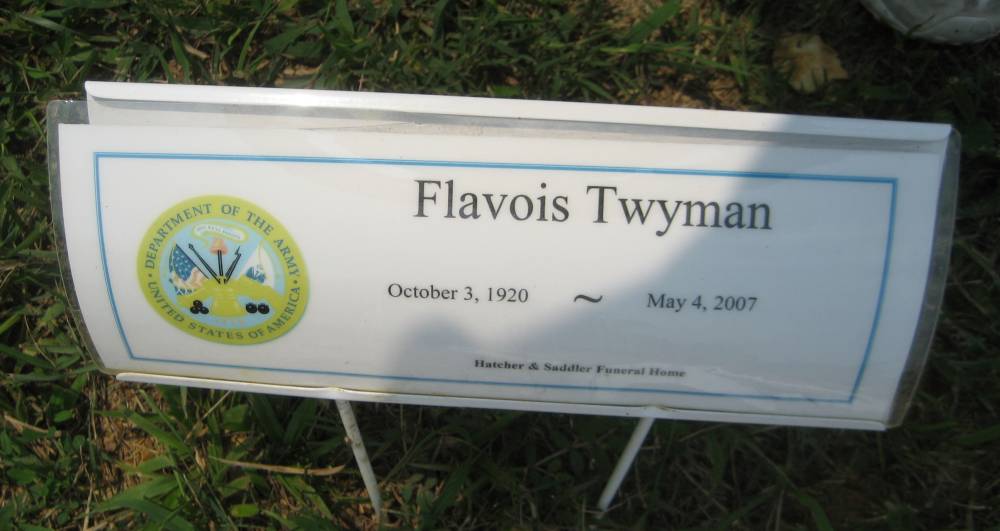 Flavois Twyman
DEPARTMENT OF THE ARMY
UNITED STATES OF AMERICA
October 3, 1920 ~ May 4, 2007
Hatcher & Saddler Funeral Home